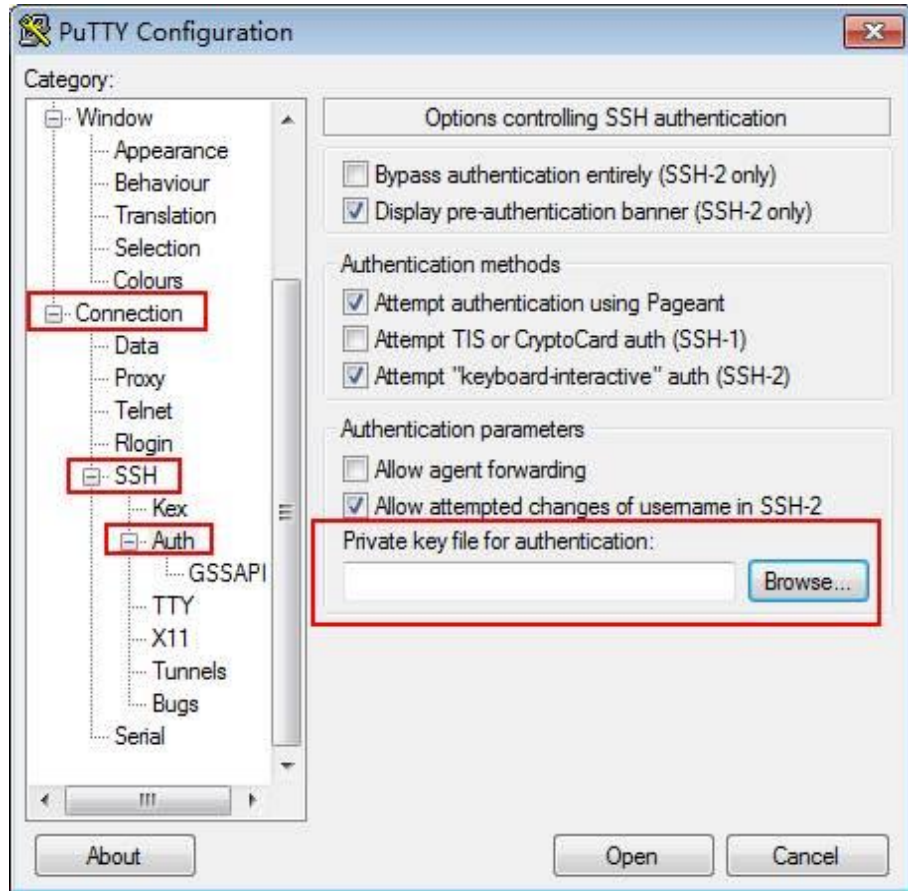 PuTTY Configuration
Category:
Window
Appearance
Behaviour
Translation
Selection
Colours
Connection
Data
Proxy
Telnet
Rlogin
SSH
Kex
Auth
GSSAPI
TTY
X11
Tunnels
Bugs
Serial
Options controlling SSH authentication
Bypass authentication entirely (SSH-2 only)
Display pre-authentication banner (SSH-2 only)
Authentication methods
Attempt authentication using Pageant
Attempt TIS or CryptoCard auth (SSH-1)
Attempt "keyboard-interactive" auth (SSH-2)
Authentication parameters
Allow agent forwarding
Allow attempted changes of username in SSH-2
Private key file for authentication:
Browse...
About
Open
Cancel